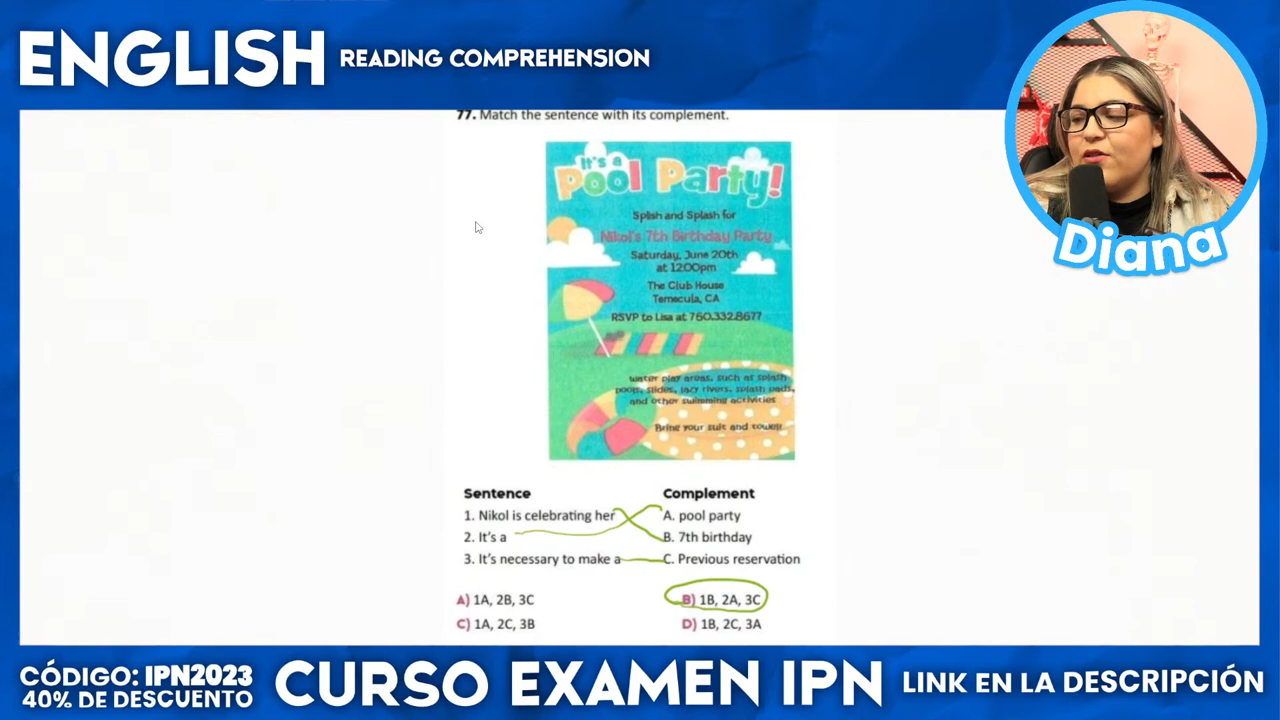 ENGLISH READING COMPREHENSION
77. Match the sentence with its complement.
It's a
Pool Party!
Splish and Splash for
Nikol's 7th Birthday Party
Saturday, June 20th
at 12:00pm
The Club House
Temecula, CA
RSVP to Lisa at 760.332.8677
water play areas, such as splash
pools, slides, lazy rivers, splash pads,
and other swimming activities
Bring your suit and towel!
Diana
Sentence Complement
1. Nikol is celebrating her A. pool party
2. It's a B. 7th birthday
3. It's necessary to make a C. Previous reservation
A) 1A, 2B, 3C B) 1B, 2A, 3C
C) 1A, 2C, 3B D) 1B, 2C, 3A
CÓDIGO: IPN2023
40% DE DESCUENTO
CURSO EXAMEN IPN
LINK EN LA DESCRIPCIÓN